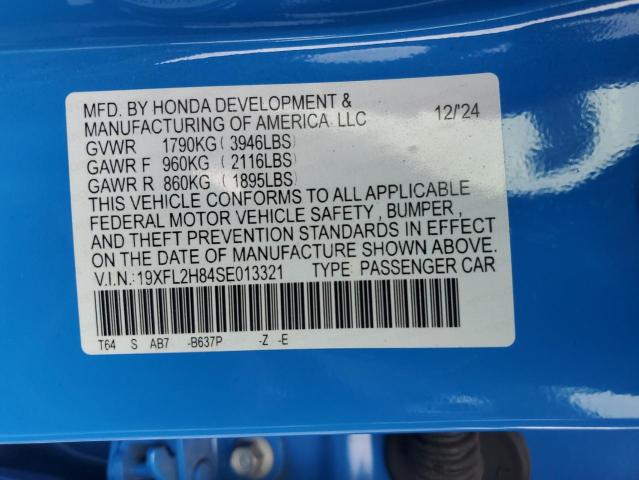 MFD. BY HONDA DEVELOPMENT &
MANUFACTURING OF AMERICA LLC 12/'24
GVWR 1790KG ( 3946LBS)
GAWR F 960KG ( 2116LBS)
GAWR R 860KG ( 1895LBS)
THIS VEHICLE CONFORMS TO ALL APPLICABLE
FEDERAL MOTOR VEHICLE SAFETY , BUMPER ,
AND THEFT PREVENTION STANDARDS IN EFFECT
ON THE DATE OF MANUFACTURE SHOWN ABOVE.
V.I.N.:19XFL2H84SE013321 TYPE: PASSENGER CAR
T64 S AB7 -B637P -Z -E